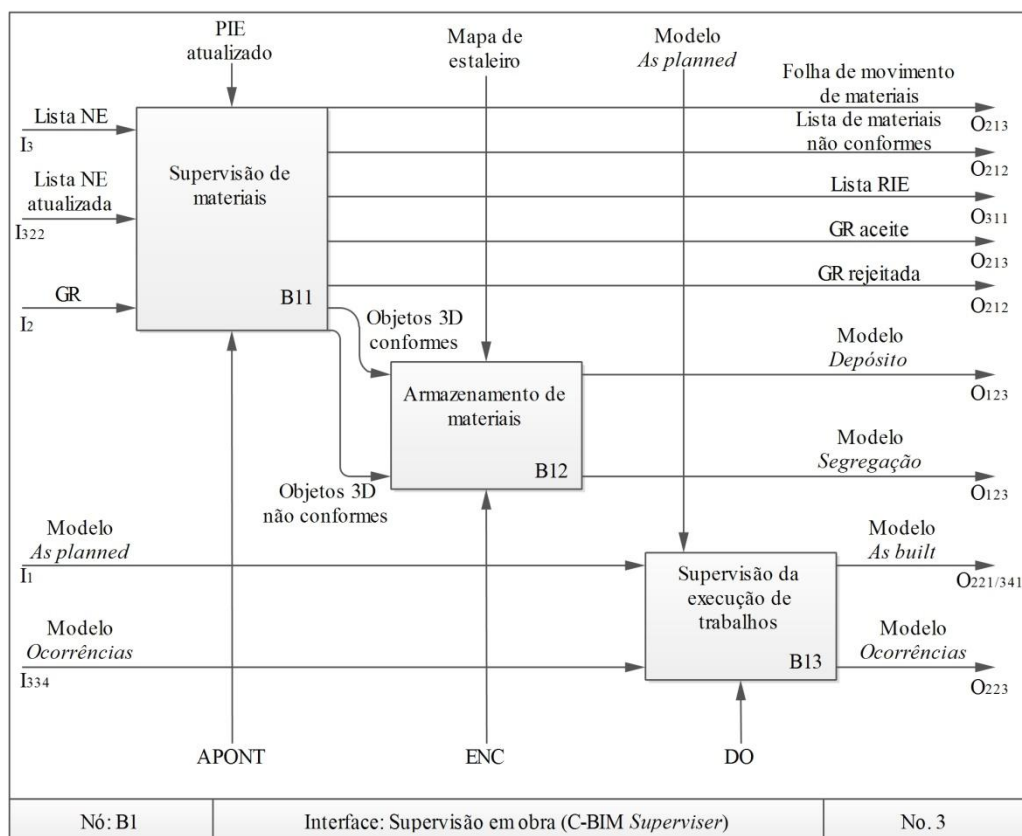 PIE
atualizado
Mapa de
estaleiro
Modelo
As planned
Folha de movimento
de materiais
O213
Lista NE
I3
Lista de materiais
não conformes
O212
Supervisão de
materiais
B11
Lista NE
atualizada
I322
Lista RIE
O311
GR aceite
O213
GR
I2
GR rejeitada
O212
Objetos 3D
conformes
Modelo
Depósito
O123
Armazenamento de
materiais
B12
Modelo
Segregação
O123
Objetos 3D
não conformes
Modelo
As planned
I1
Modelo
As built
O221/341
Supervisão da
execução de
trabalhos
B13
Modelo
Ocorrências
I334
Modelo
Ocorrências
O223
APONT
ENC
DO
Nó: B1
Interface: Supervisão em obra (C-BIM Superviser)
No. 3